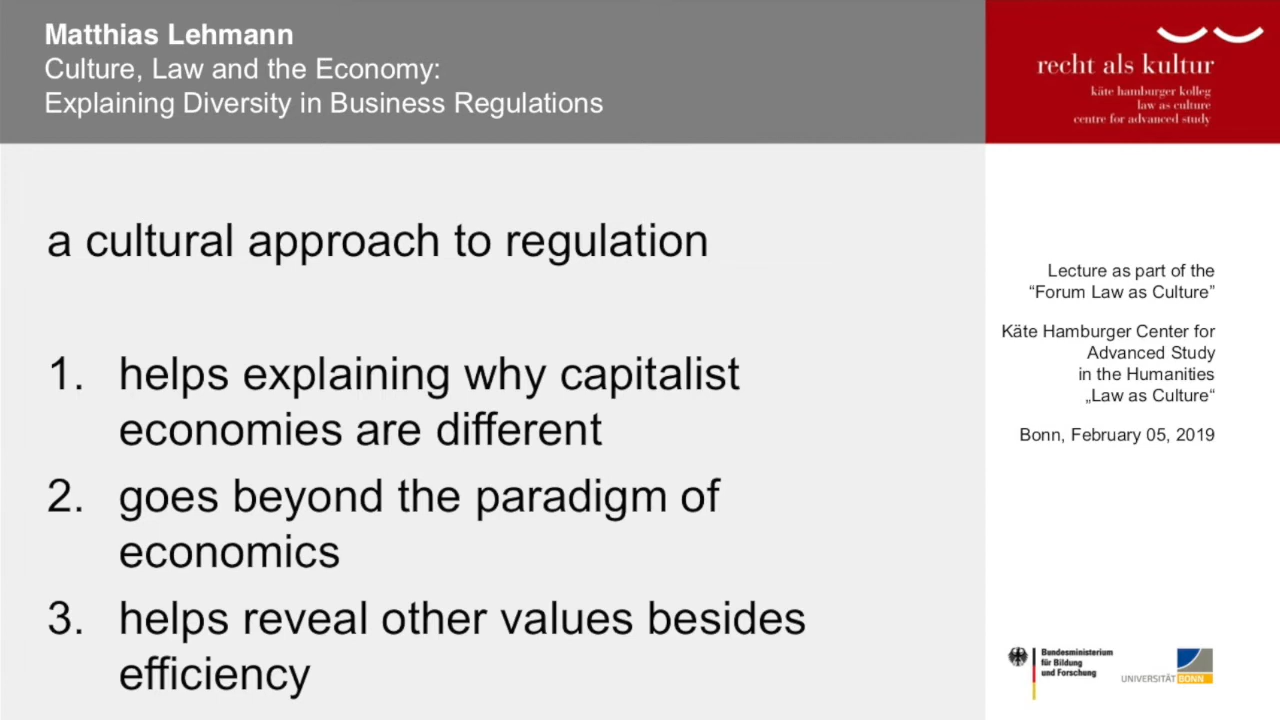 Matthias Lehmann
Culture, Law and the Economy:
Explaining Diversity in Business Regulations
recht als kultur
käte hamburger kolleg
law as culture
centre for advanced study
a cultural approach to regulation
1. helps explaining why capitalist
economies are different
2. goes beyond the paradigm of
economics
3. helps reveal other values besides
efficiency
Lecture as part of the
“Forum Law as Culture”
Käte Hamburger Center for
Advanced Study
in the Humanities
„Law as Culture“
Bonn, February 05, 2019
Bundesministerium
für Bildung
und Forschung
UNIVERSITÄT BONN